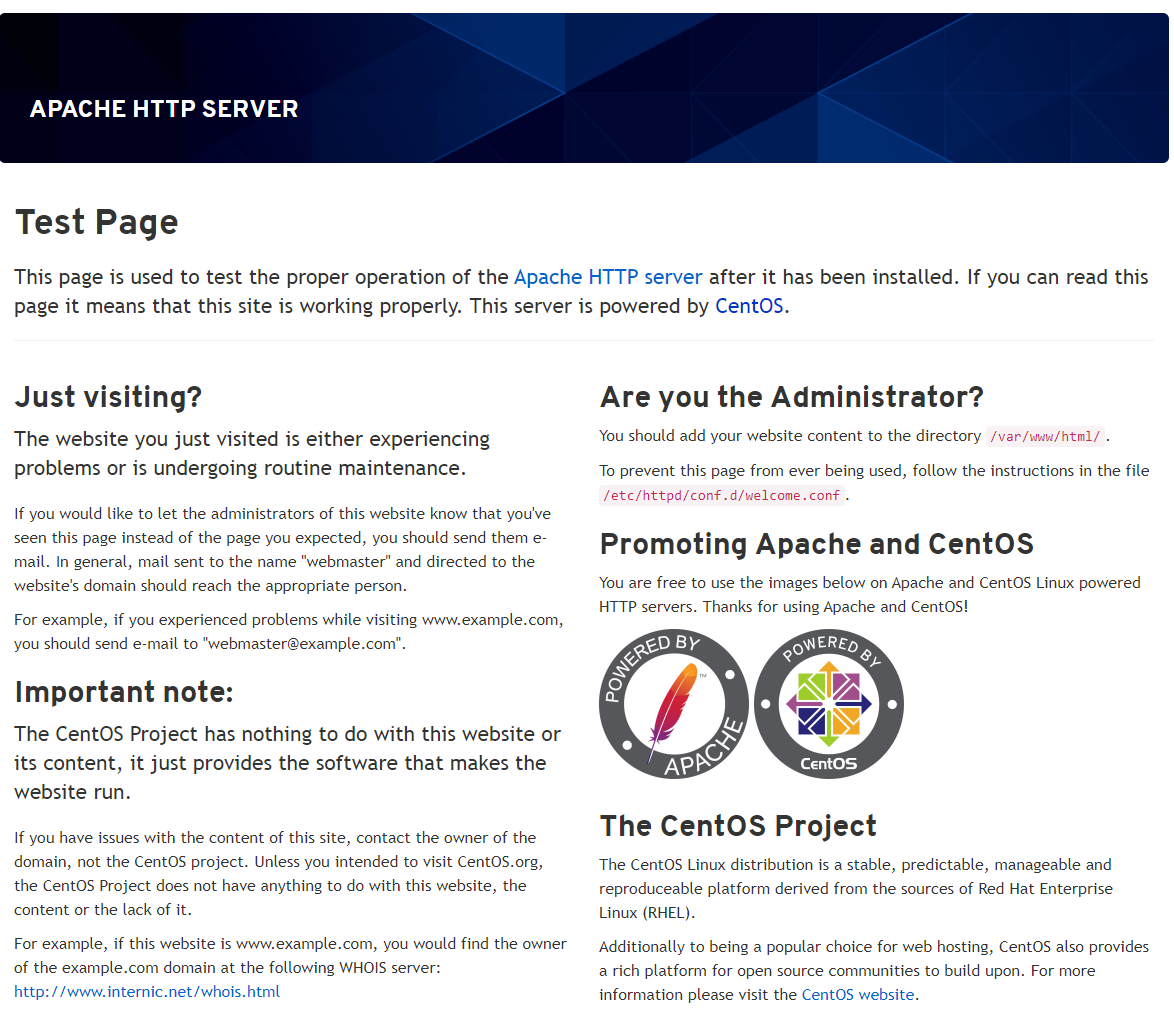 APACHE HTTP SERVER
Test Page
This page is used to test the proper operation of the Apache HTTP server after it has been installed. If you can read this
page it means that this site is working properly. This server is powered by CentOS.
Just visiting?
The website you just visited is either experiencing
problems or is undergoing routine maintenance.
If you would like to let the administrators of this website know that you've
seen this page instead of the page you expected, you should send them e-
mail. In general, mail sent to the name "webmaster" and directed to the
website's domain should reach the appropriate person.
For example, if you experienced problems while visiting www.example.com,
you should send e-mail to "webmaster@example.com".
Important note:
The CentOS Project has nothing to do with this website or
its content, it just provides the software that makes the
website run.
If you have issues with the content of this site, contact the owner of the
domain, not the CentOS project. Unless you intended to visit CentOS.org,
the CentOS Project does not have anything to do with this website, the
content or the lack of it.
For example, if this website is www.example.com, you would find the owner
of the example.com domain at the following WHOIS server:
http://www.internic.net/whois.html
Are you the Administrator?
You should add your website content to the directory /var/www/html/.
To prevent this page from ever being used, follow the instructions in the file
/etc/httpd/conf.d/welcome.conf.
Promoting Apache and CentOS
You are free to use the images below on Apache and CentOS Linux powered
HTTP servers. Thanks for using Apache and CentOS!
POWERED BY
™
APACHE
POWERED BY
CentOS
The CentOS Project
The CentOS Linux distribution is a stable, predictable, manageable and
reproduceable platform derived from the sources of Red Hat Enterprise
Linux (RHEL).
Additionally to being a popular choice for web hosting, CentOS also provides
a rich platform for open source communities to build upon. For more
information please visit the CentOS website.